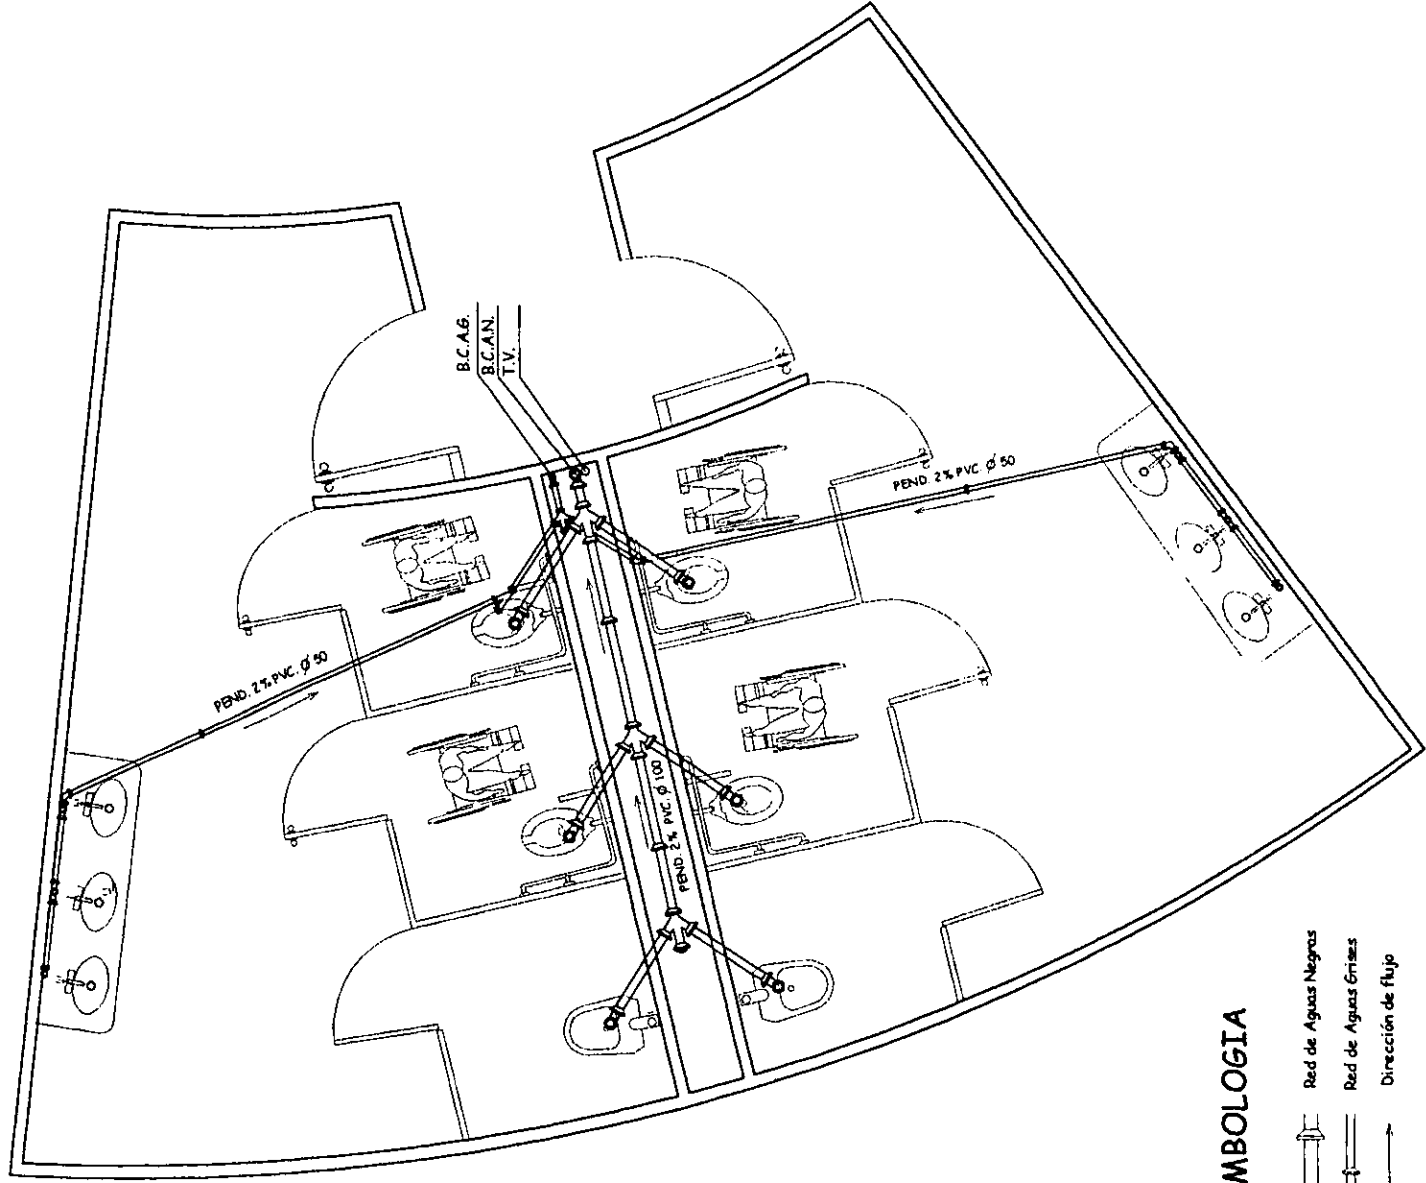 B.C.A.G.
B.C.A.N.
T.V.
PEND. 2% PVC. Ø 50
PEND. 2% PVC. Ø 50
PEND. 2% PVC. Ø 100
MBOLOGIA
Red de Aguas Negras
Red de Aguas Grises
Dirección de flujo